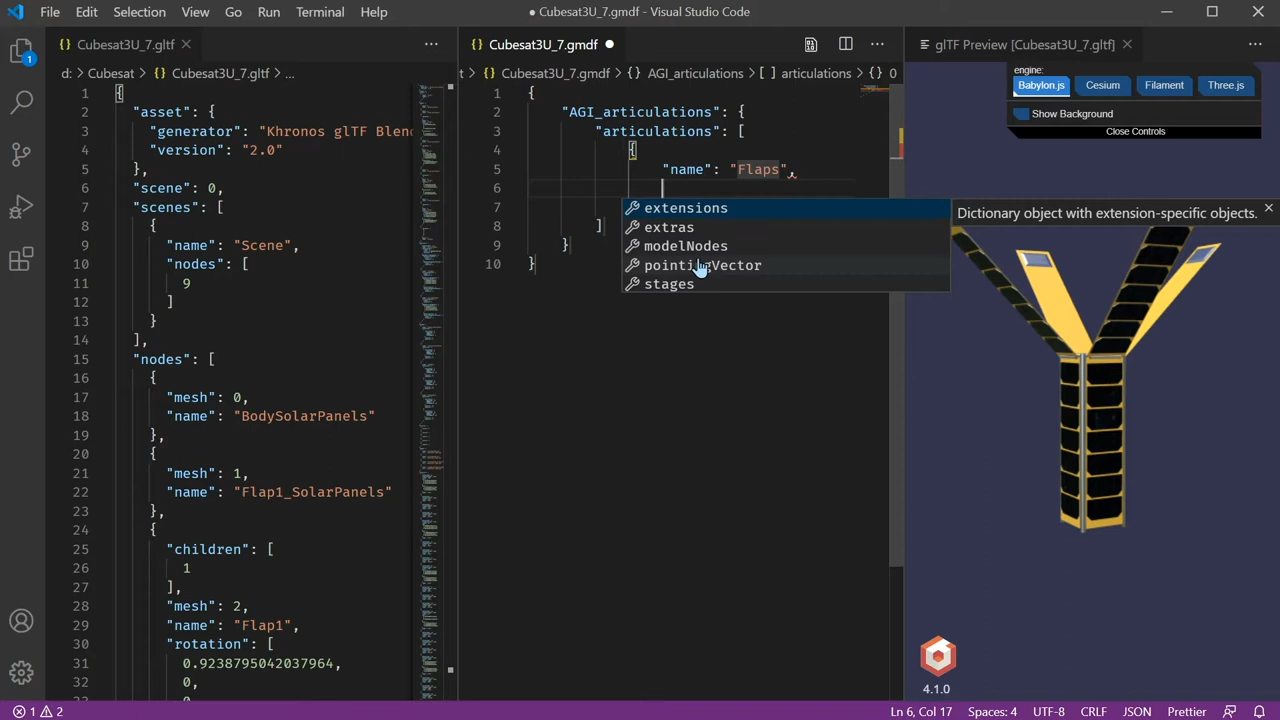 File Edit Selection View Go Run Terminal Help
● Cubesat3U_7.gmdf - Visual Studio Code
1
Cubesat3U_7.gltf
d: > Cubesat > Cubesat3U_7.gltf > ...
1 {
2 "asset": {
3 "generator": "Khronos glTF Blen
4 "version": "2.0"
5 },
6 "scene": 0,
7 "scenes": [
8 {
9 "name": "Scene",
10 "nodes": [
11 9
12 ]
13 }
14 ],
15 "nodes": [
16 {
17 "mesh": 0,
18 "name": "BodySolarPanels"
19 },
20 {
21 "mesh": 1,
22 "name": "Flap1_SolarPanels"
23 },
24 {
25 "children": [
26 1
27 ],
28 "mesh": 2,
29 "name": "Flap1",
30 "rotation": [
31 0.9238795042037964,
32 0,
Cubesat3U_7.gmdf ●
t > Cubesat3U_7.gmdf > {} AGI_articulations > [ ] articulations > {} 0
1 {
2 "AGI_articulations": {
3 "articulations": [
4 {
5 "name": "Flaps",
6
7
8 ]
9 }
10 }
extensions
extras
modelNodes
stages
Dictionary object with extension-specific objects.
glTF Preview [Cubesat3U_7.gltf]
engine:
Babylon.js Cesium Filament Three.js
Show Background
Close Controls
4.1.0
1 2
Ln 6, Col 17 Spaces: 4 UTF-8 CRLF JSON Prettier